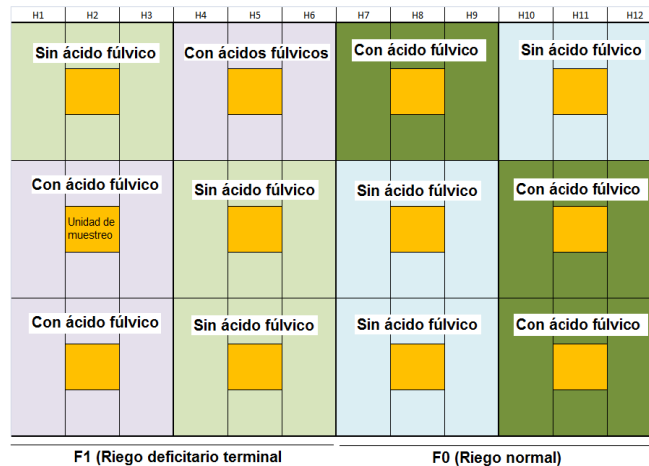 H1 H2 H3 H4 H5 H6 H7 H8 H9 H10 H11 H12
Sin ácido fúlvico Con ácidos fúlvicos Con ácido fúlvico Sin ácido fúlvico
Con ácido fúlvico Sin ácido fúlvico Sin ácido fúlvico Con ácido fúlvico
Unidad de
muestreo
Con ácido fúlvico Sin ácido fúlvico Sin ácido fúlvico Con ácido fúlvico
F1 (Riego deficitario terminal F0 (Riego normal)